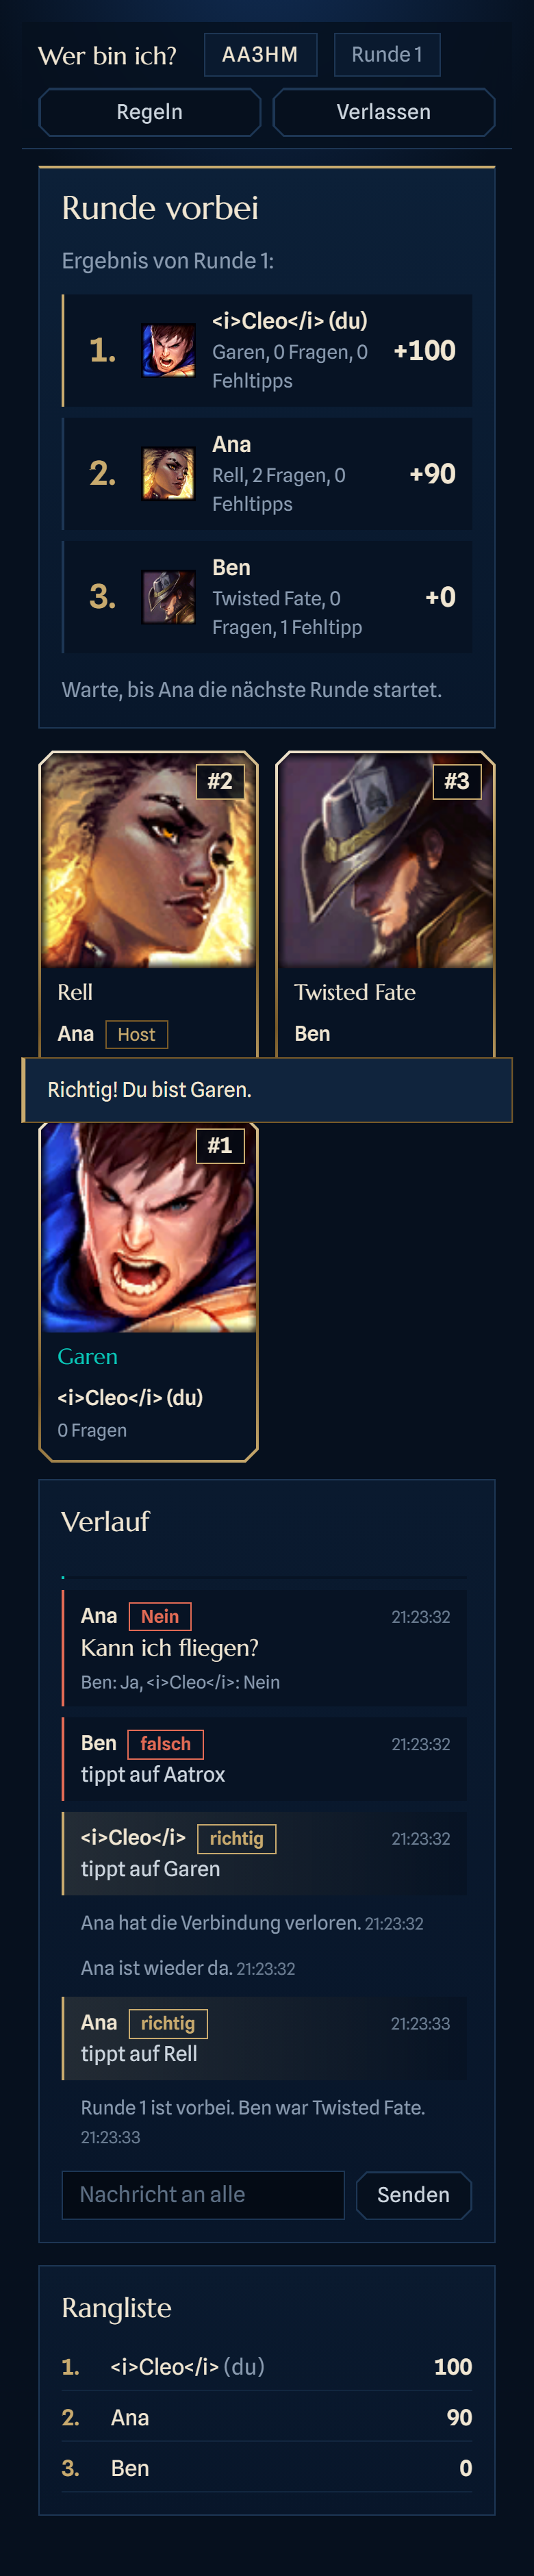 Wer bin ich?
AA3HM
Runde 1
Regeln
Verlassen
Runde vorbei
Ergebnis von Runde 1:
1.
<i>Cleo</i> (du)
Garen, 0 Fragen, 0
Fehltipps
+100
2.
Ana
Rell, 2 Fragen, 0
Fehltipps
+90
3.
Ben
Twisted Fate, 0
Fragen, 1 Fehltipp
+0
Warte, bis Ana die nächste Runde startet.
#2
Rell
Ana Host
#3
Twisted Fate
Ben
Richtig! Du bist Garen.
#1
Garen
<i>Cleo</i> (du)
0 Fragen
Verlauf
Ana Nein 21:23:32
Kann ich fliegen?
Ben: Ja, <i>Cleo</i>: Nein
Ben falsch 21:23:32
tippt auf Aatrox
<i>Cleo</i> richtig 21:23:32
tippt auf Garen
Ana hat die Verbindung verloren. 21:23:32
Ana ist wieder da. 21:23:32
Ana richtig 21:23:33
tippt auf Rell
Runde 1 ist vorbei. Ben war Twisted Fate.
21:23:33
Nachricht an alle
Senden
Rangliste
1. <i>Cleo</i> (du) 100
2. Ana 90
3. Ben 0